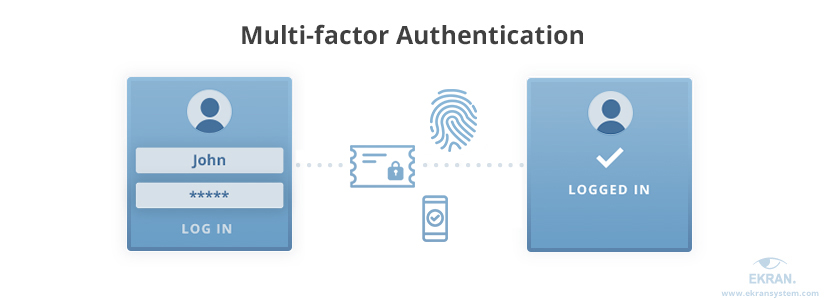 Multi-factor Authentication
John
*****
LOG IN
LOGGED IN
EKRAN.
www.ekransystem.com